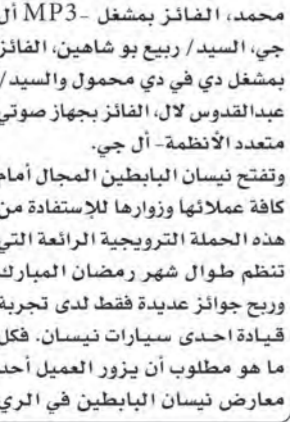 محمد، الفائز بمشغل -MP3 أل
جي، السيد/ ربيع بو شاهين، الفائز
بمشغل دي في دي محمول والسيد/
عبدالقدوس لال، الفائز بجهاز صوتي
متعدد الأنظمة- أل جي.
وتفتح نيسان البابطين المجال أمام
كافة عملائها وزوارها للإستفادة من
هذه الحملة الترويجية الرائعة التي
تنظم طوال شهر رمضان المبارك
وربح جوائز عديدة فقط لدى تجربة
قيادة احدى سيارات نيسان. فكل
ما هو مطلوب أن يزور العميل أحد
معارض نيسان البابطين في الري